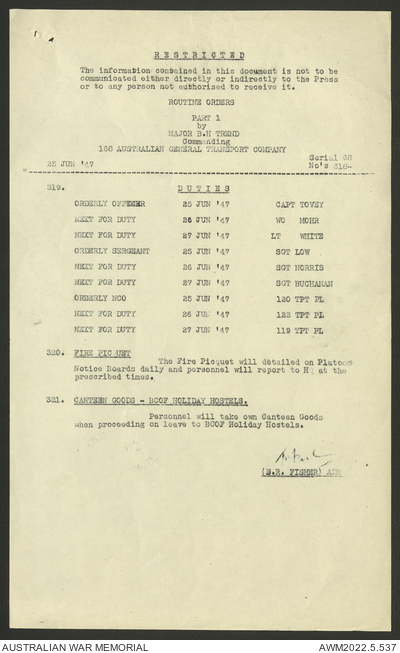 RESTRICTED
The information contained in this document is not to be
communicated either directly or indirectly to the Press
or to any person not authorised to receive it.
ROUTINE ORDERS
PART 1
by
MAJOR B.H TREND
Commanding
168 AUSTRALIAN GENERAL TRANSPORT COMPANY
Serial 68
25 JUN '47 No's 318-
319. DUTIES
ORDERLY OFFICER 25 JUN '47 CAPT TOVEY
NEXT FOR DUTY 26 JUN '47 WO MOHR
NEXT FOR DUTY 27 JUN '47 LT WHITE
ORDERLY SERGEANT 25 JUN '47 SGT LOW
NEXT FOR DUTY 26 JUN '47 SGT NORRIS
NEXT FOR DUTY 27 JUN '47 SGT BUCHANAN
ORDERLY NCO 25 JUN '47 120 TPT PL
NEXT FOR DUTY 26 JUN '47 122 TPT PL
NEXT FOR DUTY 27 JUN '47 119 TPT PL
320. FIRE PICQUET
The Fire Picquet will detailed on Platoon
Notice Boards daily and personnel will report to HQ at the
prescribed times.
321. CANTEEN GOODS - BCOF HOLIDAY HOSTELS.
Personnel will take own Canteen Goods
when proceeding on leave to BCOF Holiday Hostels.
(S.R. FISHER)
AUSTRALIAN WAR MEMORIAL AWM2022.5.537